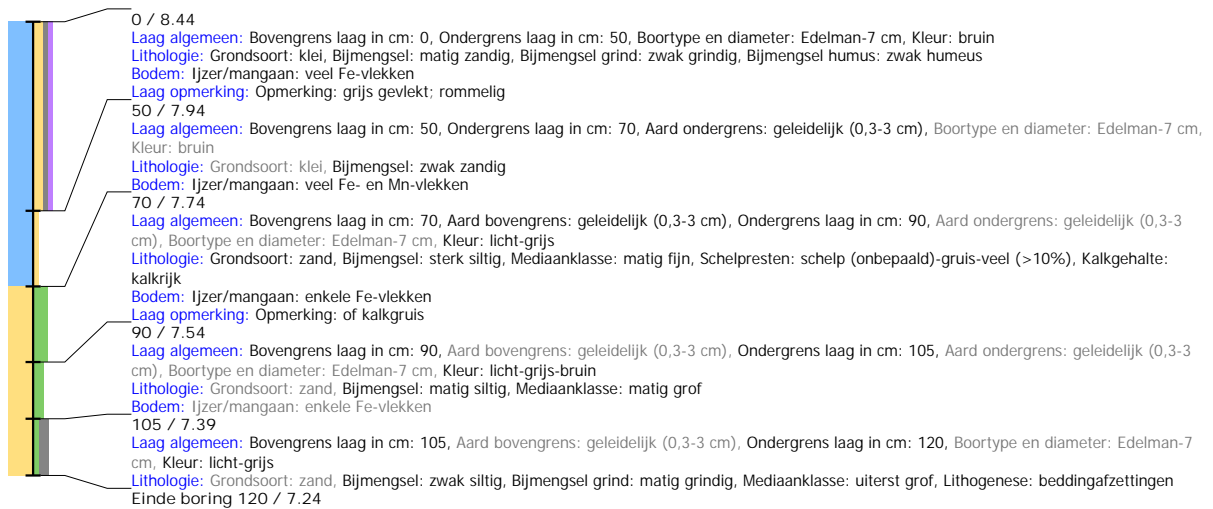 0 / 8.44
Laag algemeen: Bovengrens laag in cm: 0, Ondergrens laag in cm: 50, Boortype en diameter: Edelman-7 cm, Kleur: bruin
Lithologie: Grondsoort: klei, Bijmengsel: matig zandig, Bijmengsel grind: zwak grindig, Bijmengsel humus: zwak humeus
Bodem: Ijzer/mangaan: veel Fe-vlekken
Laag opmerking: Opmerking: grijs gevlekt; rommelig
50 / 7.94
Laag algemeen: Bovengrens laag in cm: 50, Ondergrens laag in cm: 70, Aard ondergrens: geleidelijk (0,3-3 cm), Boortype en diameter: Edelman-7 cm,
Kleur: bruin
Lithologie: Grondsoort: klei, Bijmengsel: zwak zandig
Bodem: Ijzer/mangaan: veel Fe- en Mn-vlekken
70 / 7.74
Laag algemeen: Bovengrens laag in cm: 70, Aard bovengrens: geleidelijk (0,3-3 cm), Ondergrens laag in cm: 90, Aard ondergrens: geleidelijk (0,3-3
cm), Boortype en diameter: Edelman-7 cm, Kleur: licht-grijs
Lithologie: Grondsoort: zand, Bijmengsel: sterk siltig, Mediaanklasse: matig fijn, Schelpresten: schelp (onbepaald)-gruis-veel (>10%), Kalkgehalte:
kalkrijk
Bodem: Ijzer/mangaan: enkele Fe-vlekken
Laag opmerking: Opmerking: of kalkgruis
90 / 7.54
Laag algemeen: Bovengrens laag in cm: 90, Aard bovengrens: geleidelijk (0,3-3 cm), Ondergrens laag in cm: 105, Aard ondergrens: geleidelijk (0,3-3
cm), Boortype en diameter: Edelman-7 cm, Kleur: licht-grijs-bruin
Lithologie: Grondsoort: zand, Bijmengsel: matig siltig, Mediaanklasse: matig grof
Bodem: Ijzer/mangaan: enkele Fe-vlekken
105 / 7.39
Laag algemeen: Bovengrens laag in cm: 105, Aard bovengrens: geleidelijk (0,3-3 cm), Ondergrens laag in cm: 120, Boortype en diameter: Edelman-7
cm, Kleur: licht-grijs
Lithologie: Grondsoort: zand, Bijmengsel: zwak siltig, Bijmengsel grind: matig grindig, Mediaanklasse: uiterst grof, Lithogenese: beddingafzettingen
Einde boring 120 / 7.24